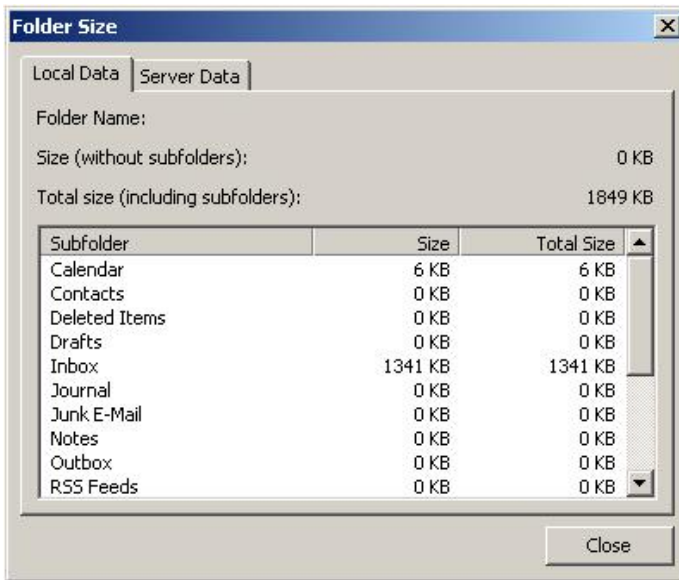 Folder Size
Local Data Server Data
Folder Name:
Size (without subfolders): 0 KB
Total size (including subfolders): 1849 KB
Subfolder Size Total Size
Calendar 6 KB 6 KB
Contacts 0 KB 0 KB
Deleted Items 0 KB 0 KB
Drafts 0 KB 0 KB
Inbox 1341 KB 1341 KB
Journal 0 KB 0 KB
Junk E-Mail 0 KB 0 KB
Notes 0 KB 0 KB
Outbox 0 KB 0 KB
RSS Feeds 0 KB 0 KB
Close